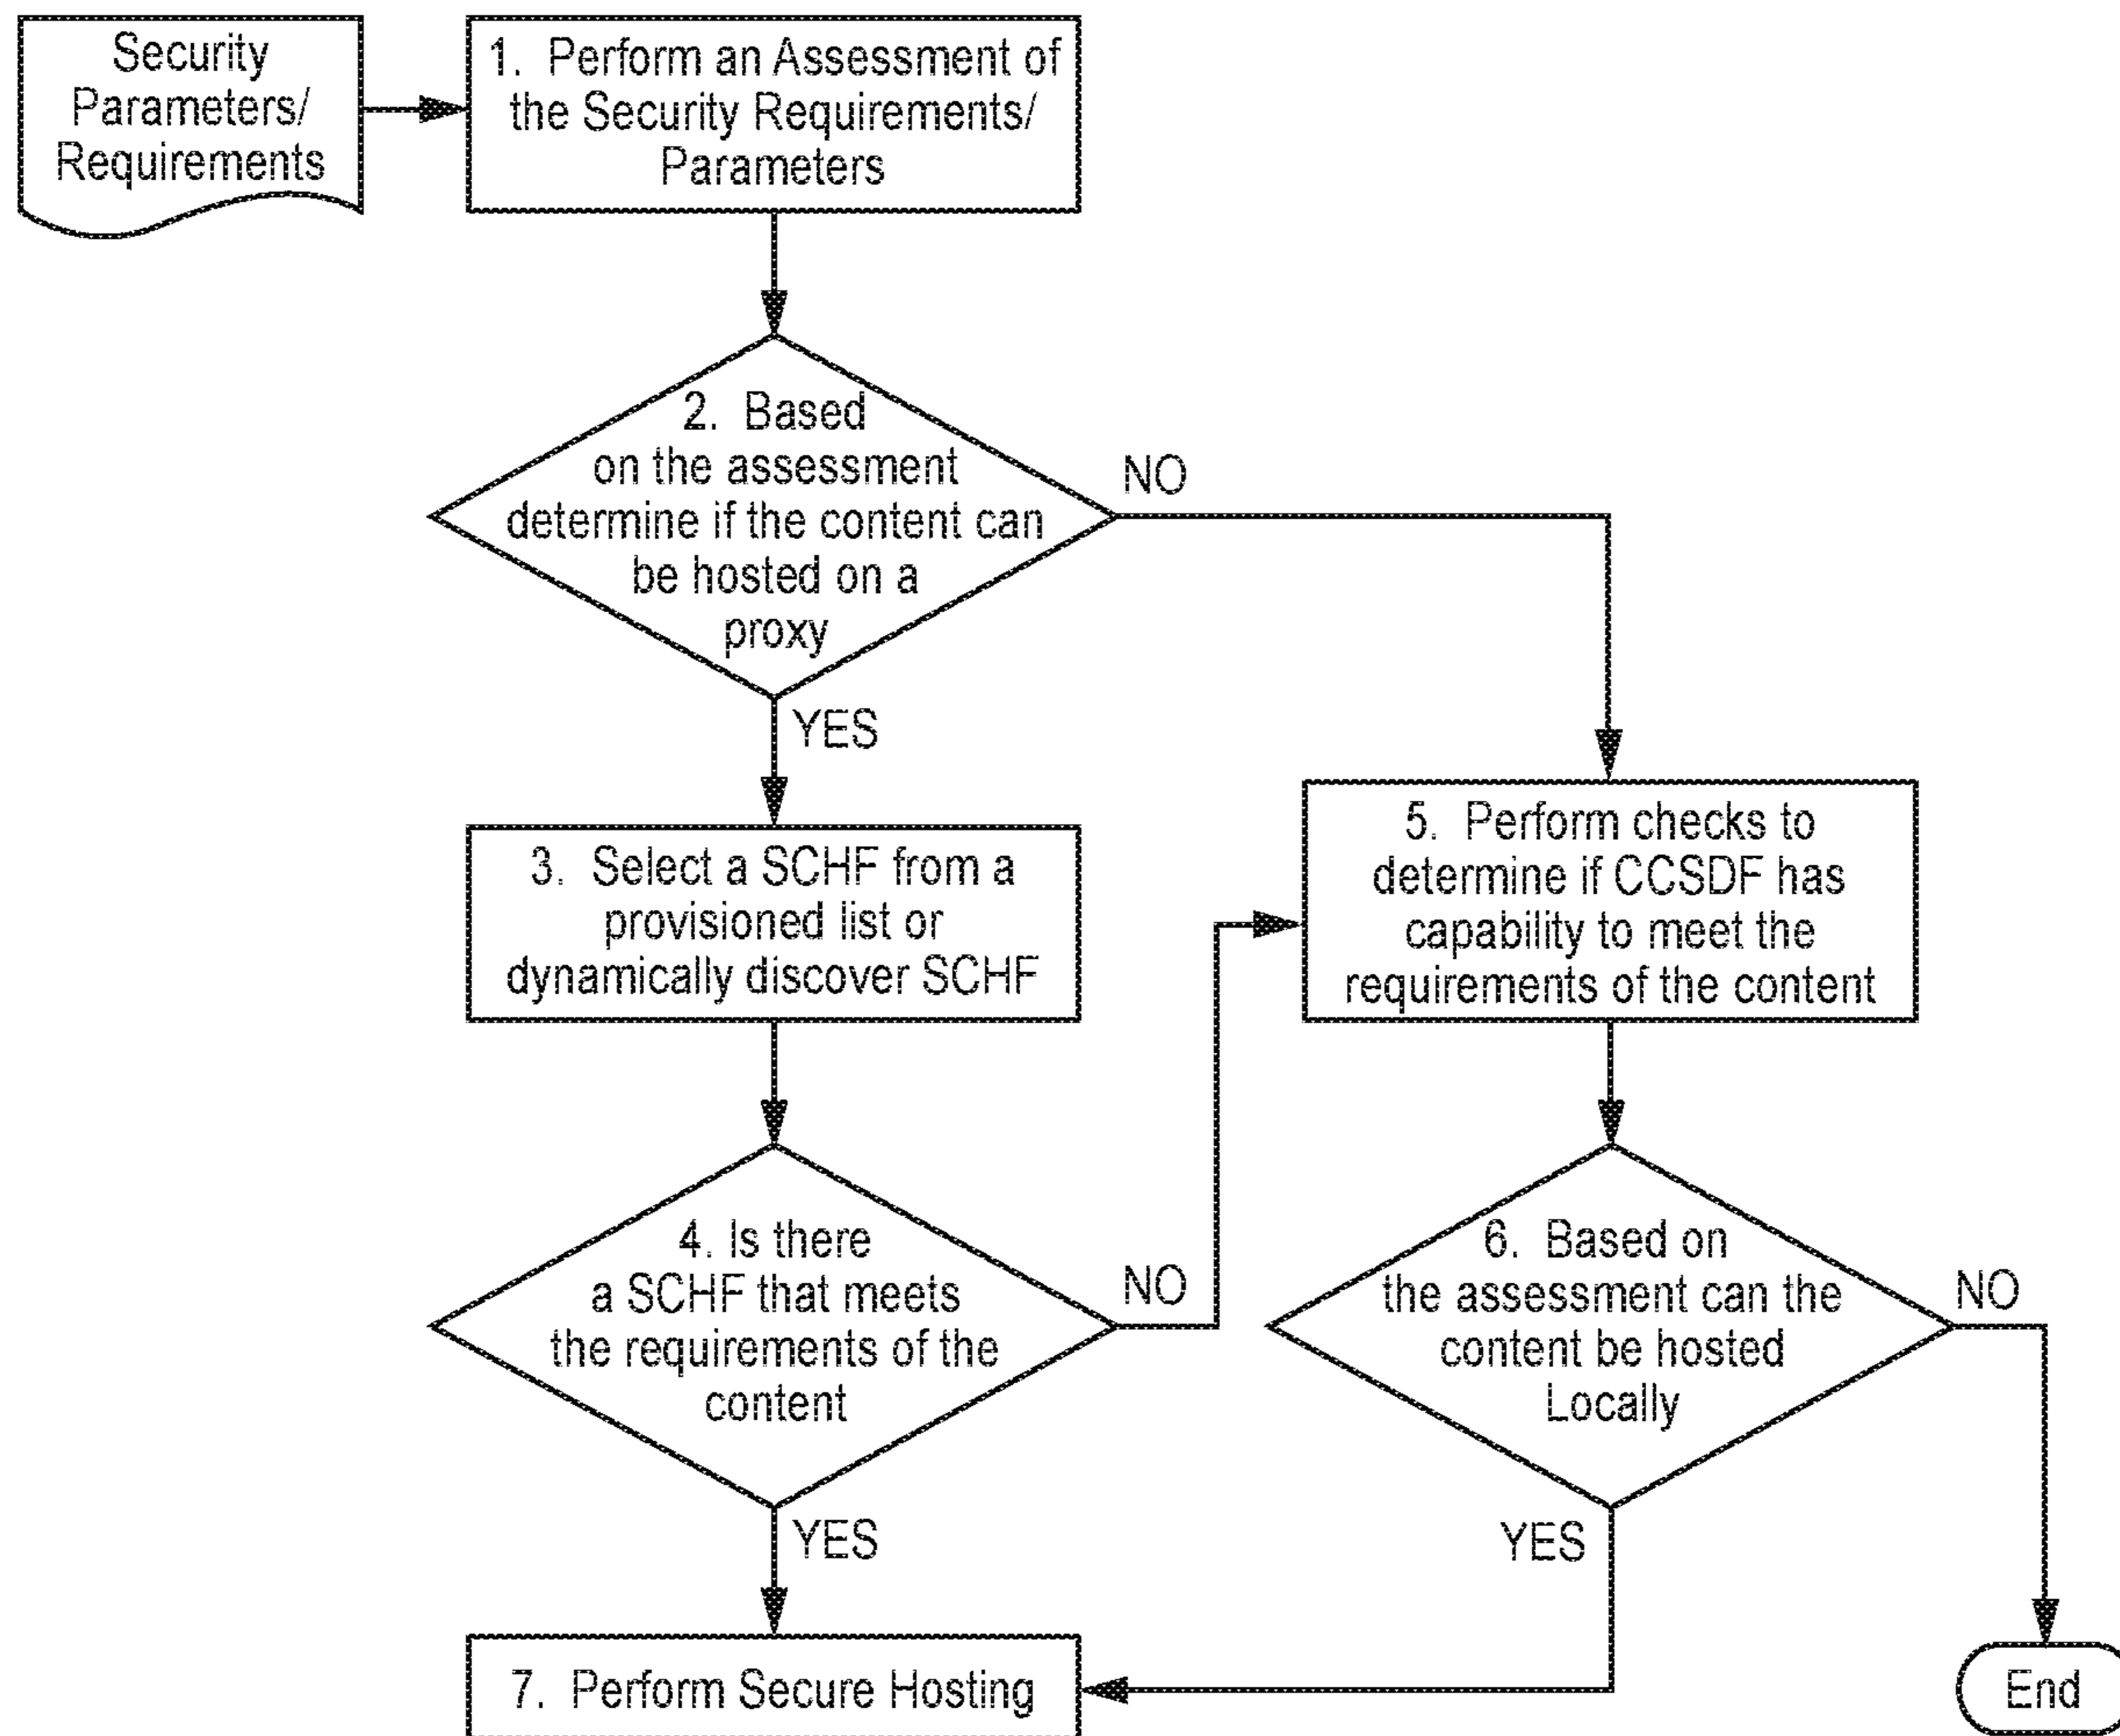 Security
Parameters/
Requirements
1. Perform an Assessment of
the Security Requirements/
Parameters
2. Based
on the assessment
determine if the content can
be hosted on a
proxy
NO
YES
3. Select a SCHF from a
provisioned list or
dynamically discover SCHF
5. Perform checks to
determine if CCSDF has
capability to meet the
requirements of the content
4. Is there
a SCHF that meets
the requirements of the
content
NO
6. Based on
the assessment can the
content be hosted
Locally
NO
YES
YES
7. Perform Secure Hosting
End